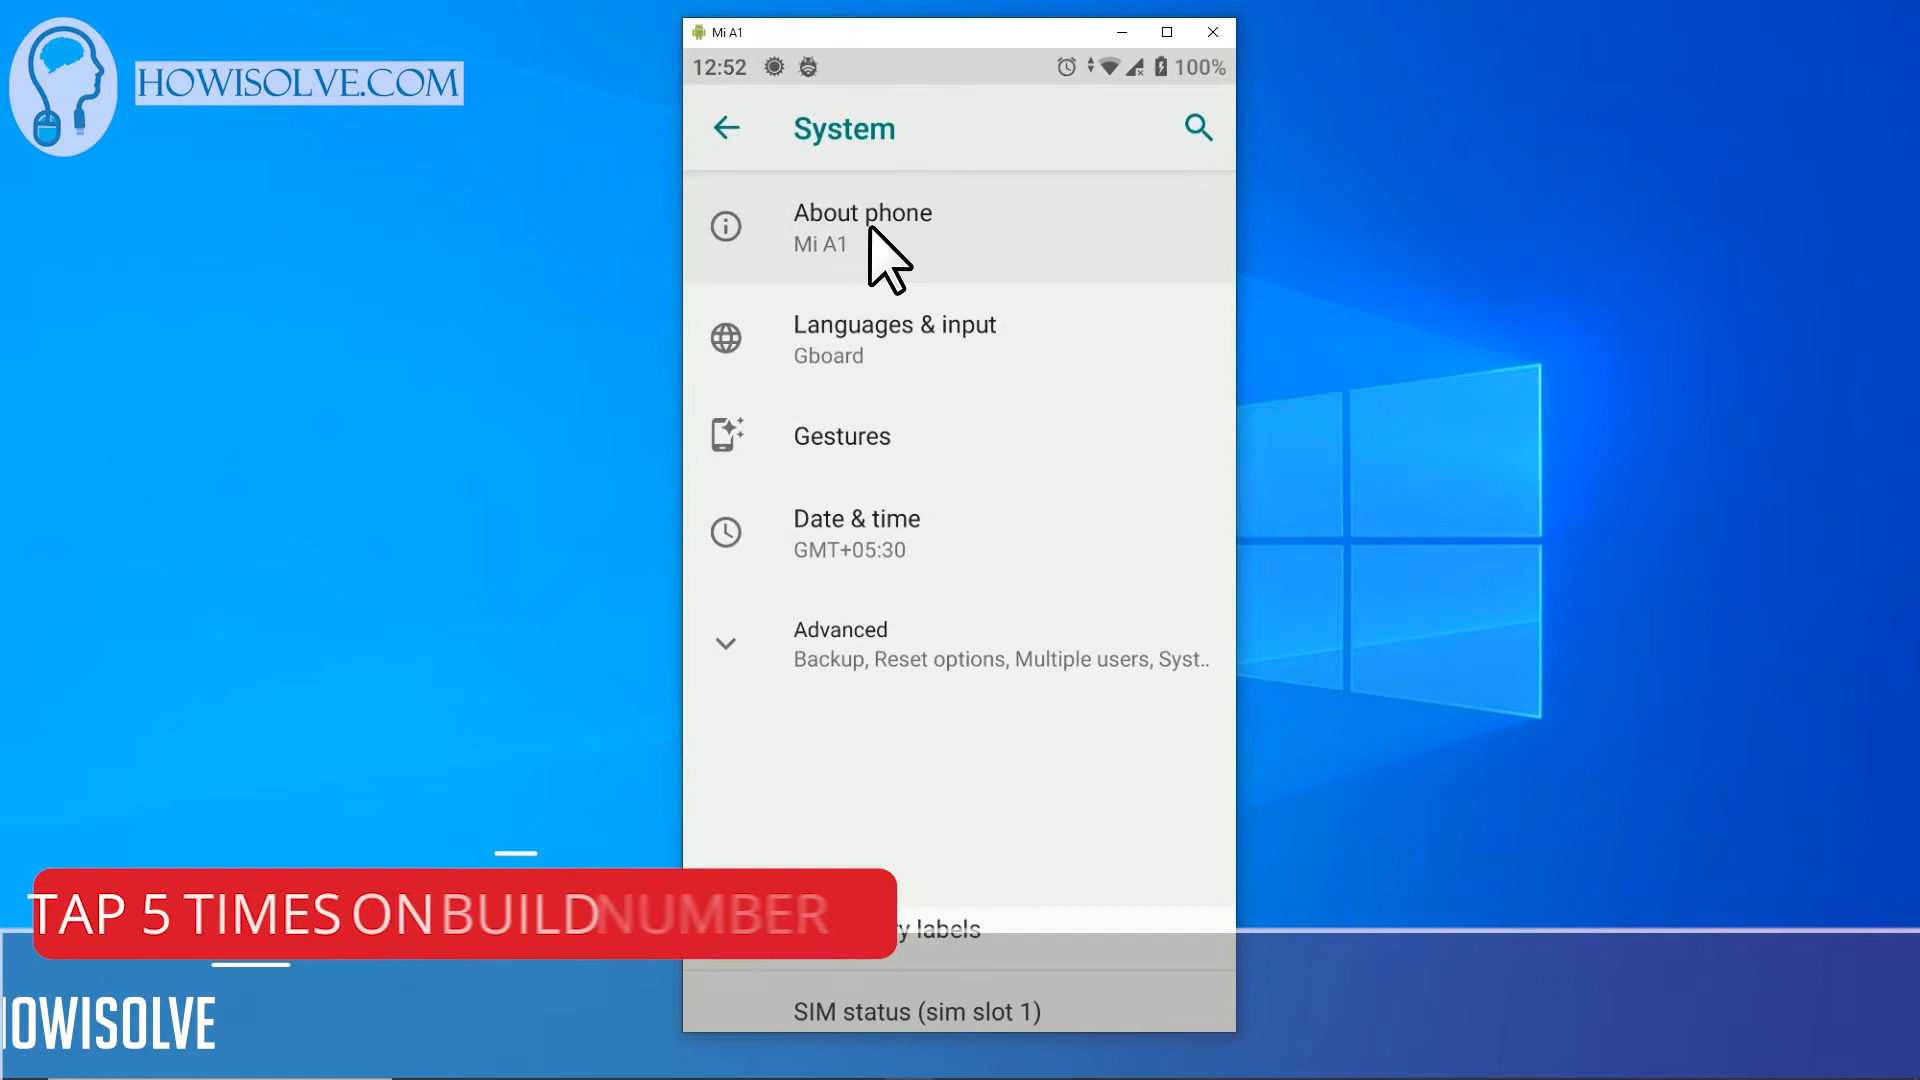 HOWISOLVE.COM
Mi A1
12:52
100%
System
About phone
Mi A1
Languages & input
Gboard
Gestures
Date & time
GMT+05:30
Advanced
Backup, Reset options, Multiple users, Syst..
TAP 5 TIMES ON BUILD NUMBER
y labels
SIM status (sim slot 1)
HOWISOLVE